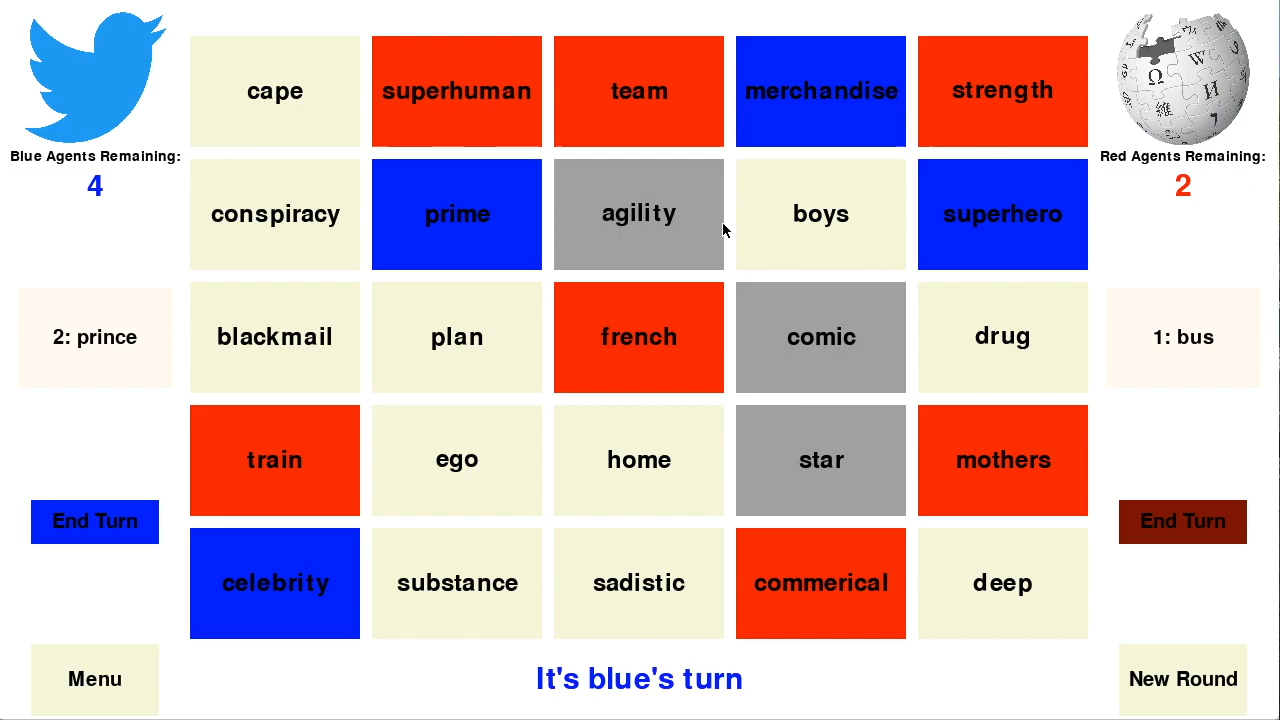 cape superhuman team merchandise strength
Blue Agents Remaining:
4
Red Agents Remaining:
2
conspiracy prime agility boys superhero
2: prince
blackmail plan french comic drug
1: bus
train ego home star mothers
End Turn
End Turn
celebrity substance sadistic commerical deep
Menu
It's blue's turn
New Round
Ω W И 維 7